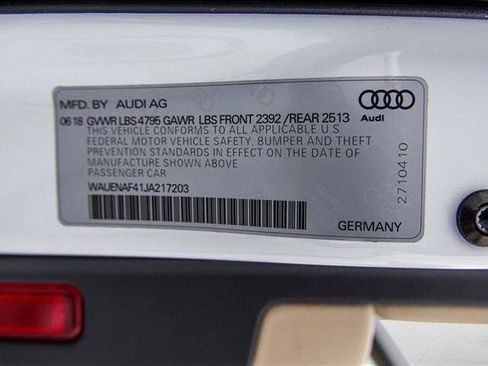 MFD. BY AUDI AG
06 18 GVWR LBS 4795 GAWR LBS FRONT 2392 /REAR 2513
THIS VEHICLE CONFORMS TO ALL APPLICABLE U S
FEDERAL MOTOR VEHICLE SAFETY, BUMPER AND THEFT
PREVENTION STANDARDS IN EFFECT ON THE DATE OF
MANUFACTURE SHOWN ABOVE
PASSENGER CAR
WAUENAF41JA217203
Audi
2710410
GERMANY